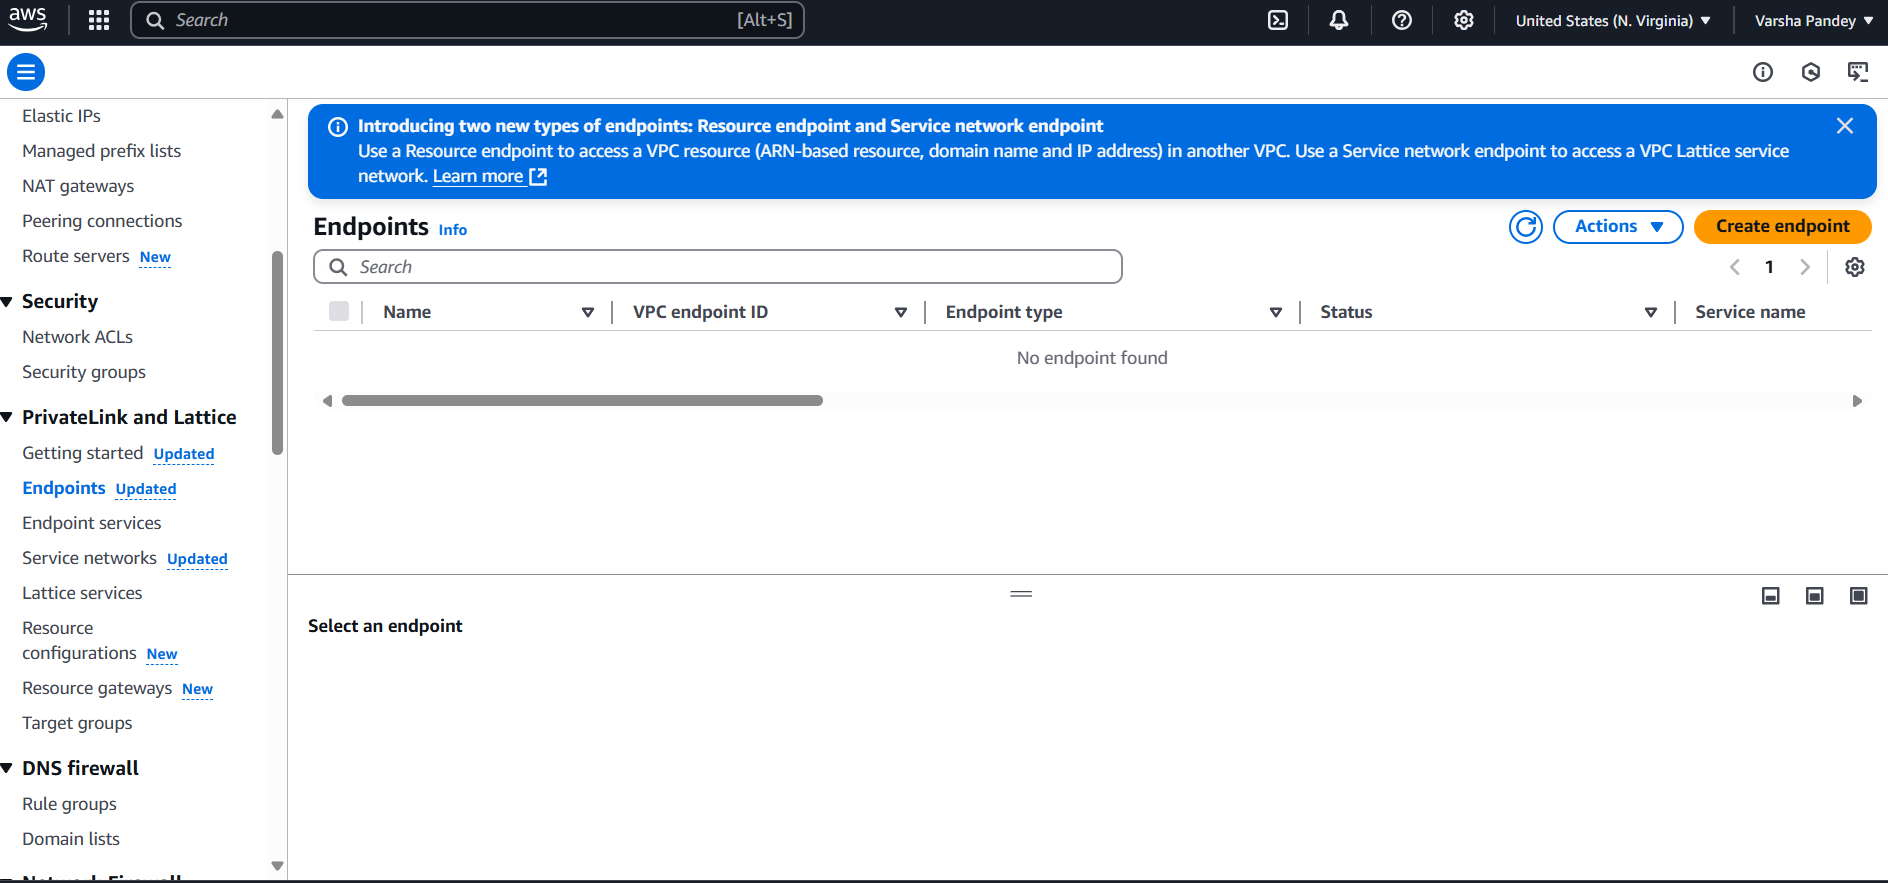 aws
Search [Alt+S]
United States (N. Virginia)
Varsha Pandey
Elastic IPs
Managed prefix lists
NAT gateways
Peering connections
Route servers New
Security
Network ACLs
Security groups
PrivateLink and Lattice
Getting started Updated
Endpoints Updated
Endpoint services
Service networks Updated
Lattice services
Resource
configurations New
Resource gateways New
Target groups
DNS firewall
Rule groups
Domain lists
Network Firewall
Introducing two new types of endpoints: Resource endpoint and Service network endpoint
Use a Resource endpoint to access a VPC resource (ARN-based resource, domain name and IP address) in another VPC. Use a Service network endpoint to access a VPC Lattice service
network. Learn more
Endpoints Info
Actions
Create endpoint
Search
1
Name VPC endpoint ID Endpoint type Status Service name
No endpoint found
Select an endpoint